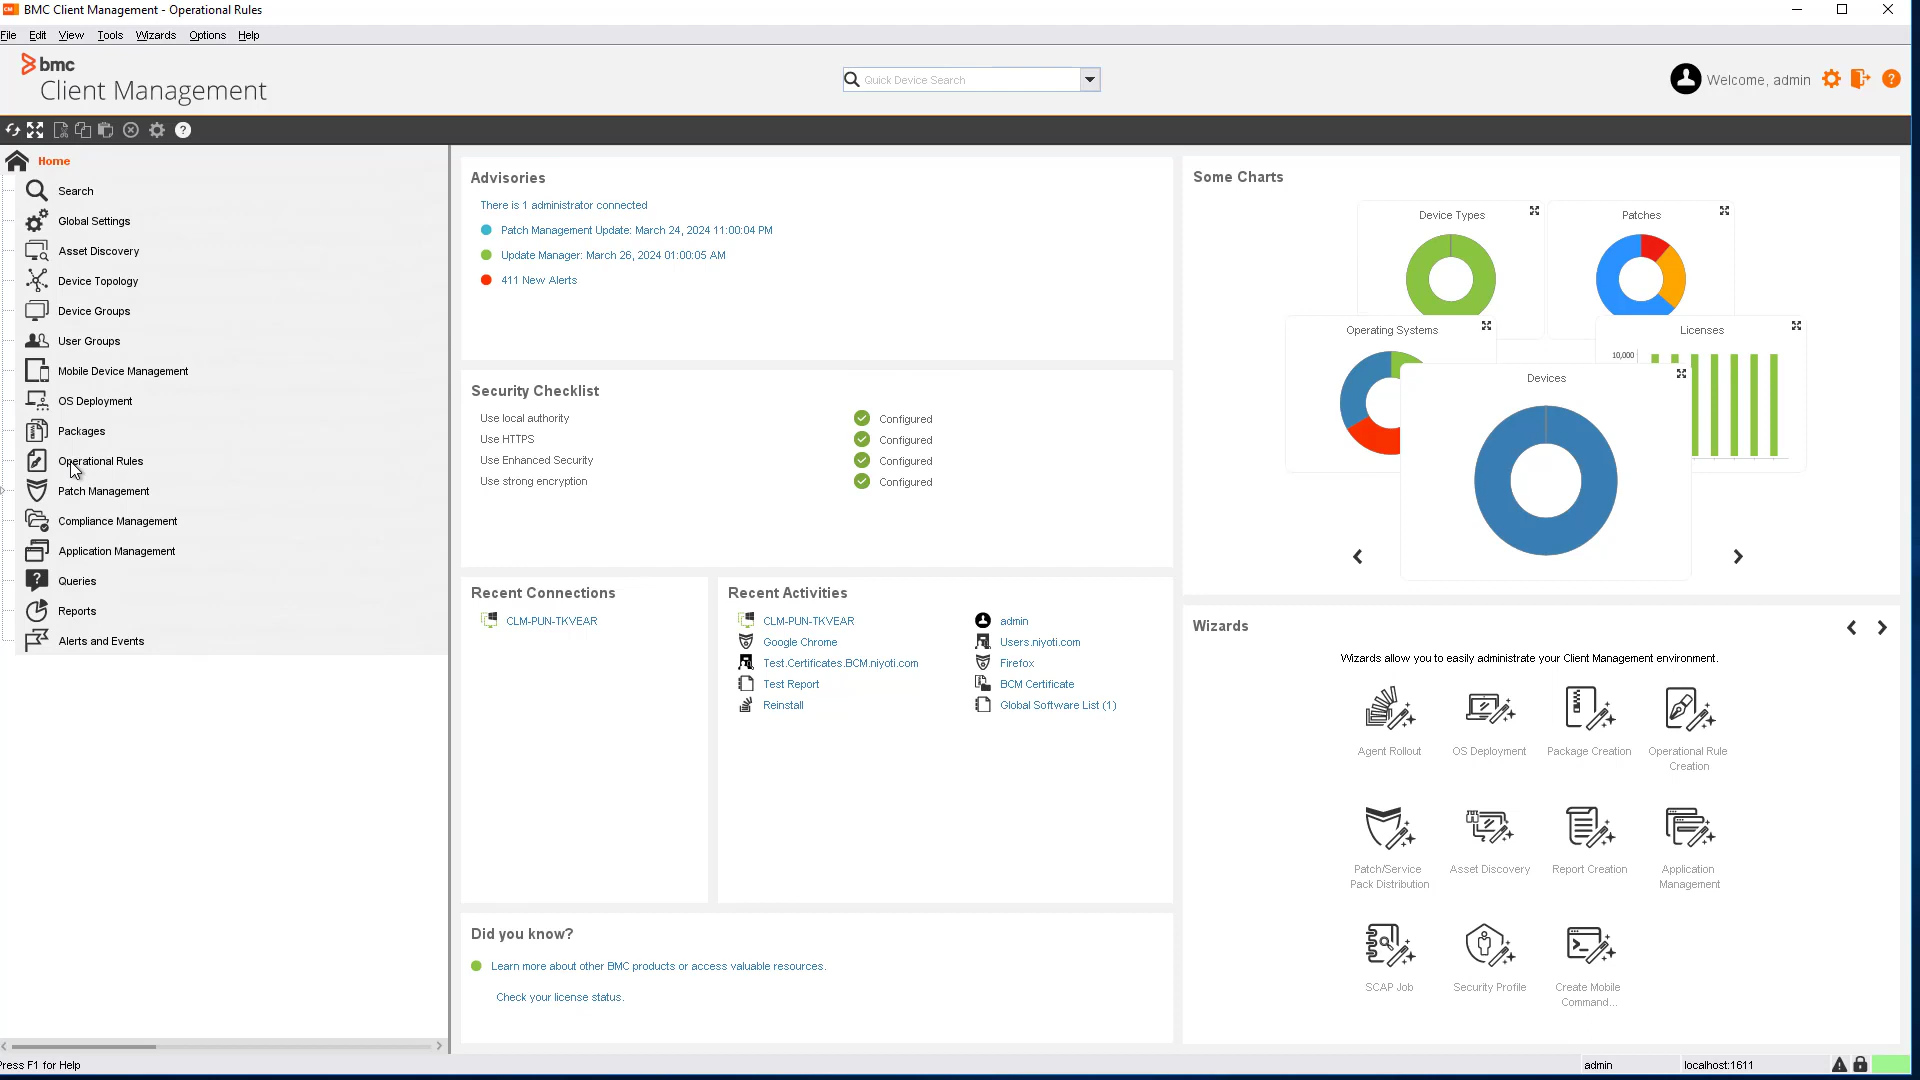 BMC Client Management - Operational Rules
File Edit View Tools Wizards Options Help
bmc
Client Management
Quick Device Search
Welcome, admin
Home
Search
Global Settings
Asset Discovery
Device Topology
Device Groups
User Groups
Mobile Device Management
OS Deployment
Packages
Operational Rules
Patch Management
Compliance Management
Application Management
Queries
Reports
Alerts and Events
Advisories
There is 1 administrator connected
Patch Management Update: March 24, 2024 11:00:04 PM
Update Manager: March 26, 2024 01:00:05 AM
411 New Alerts
Security Checklist
Use local authority Configured
Use HTTPS Configured
Use Enhanced Security Configured
Use strong encryption Configured
Recent Connections
CLM-PUN-TKVEAR
Recent Activities
CLM-PUN-TKVEAR admin
Google Chrome Users.niyoti.com
Test.Certificates.BCM.niyoti.com Firefox
Test Report BCM Certificate
Reinstall Global Software List (1)
Did you know?
Learn more about other BMC products or access valuable resources.
Check your license status.
Some Charts
Device Types Patches
Operating Systems Licenses
10,000
Devices
Wizards
Wizards allow you to easily administrate your Client Management environment.
Agent Rollout
OS Deployment
Package Creation
Operational Rule
Creation
Patch/Service
Pack Distribution
Asset Discovery
Report Creation
Application
Management
SCAP Job
Security Profile
Create Mobile
Command...
Press F1 for Help
admin
localhost:1611